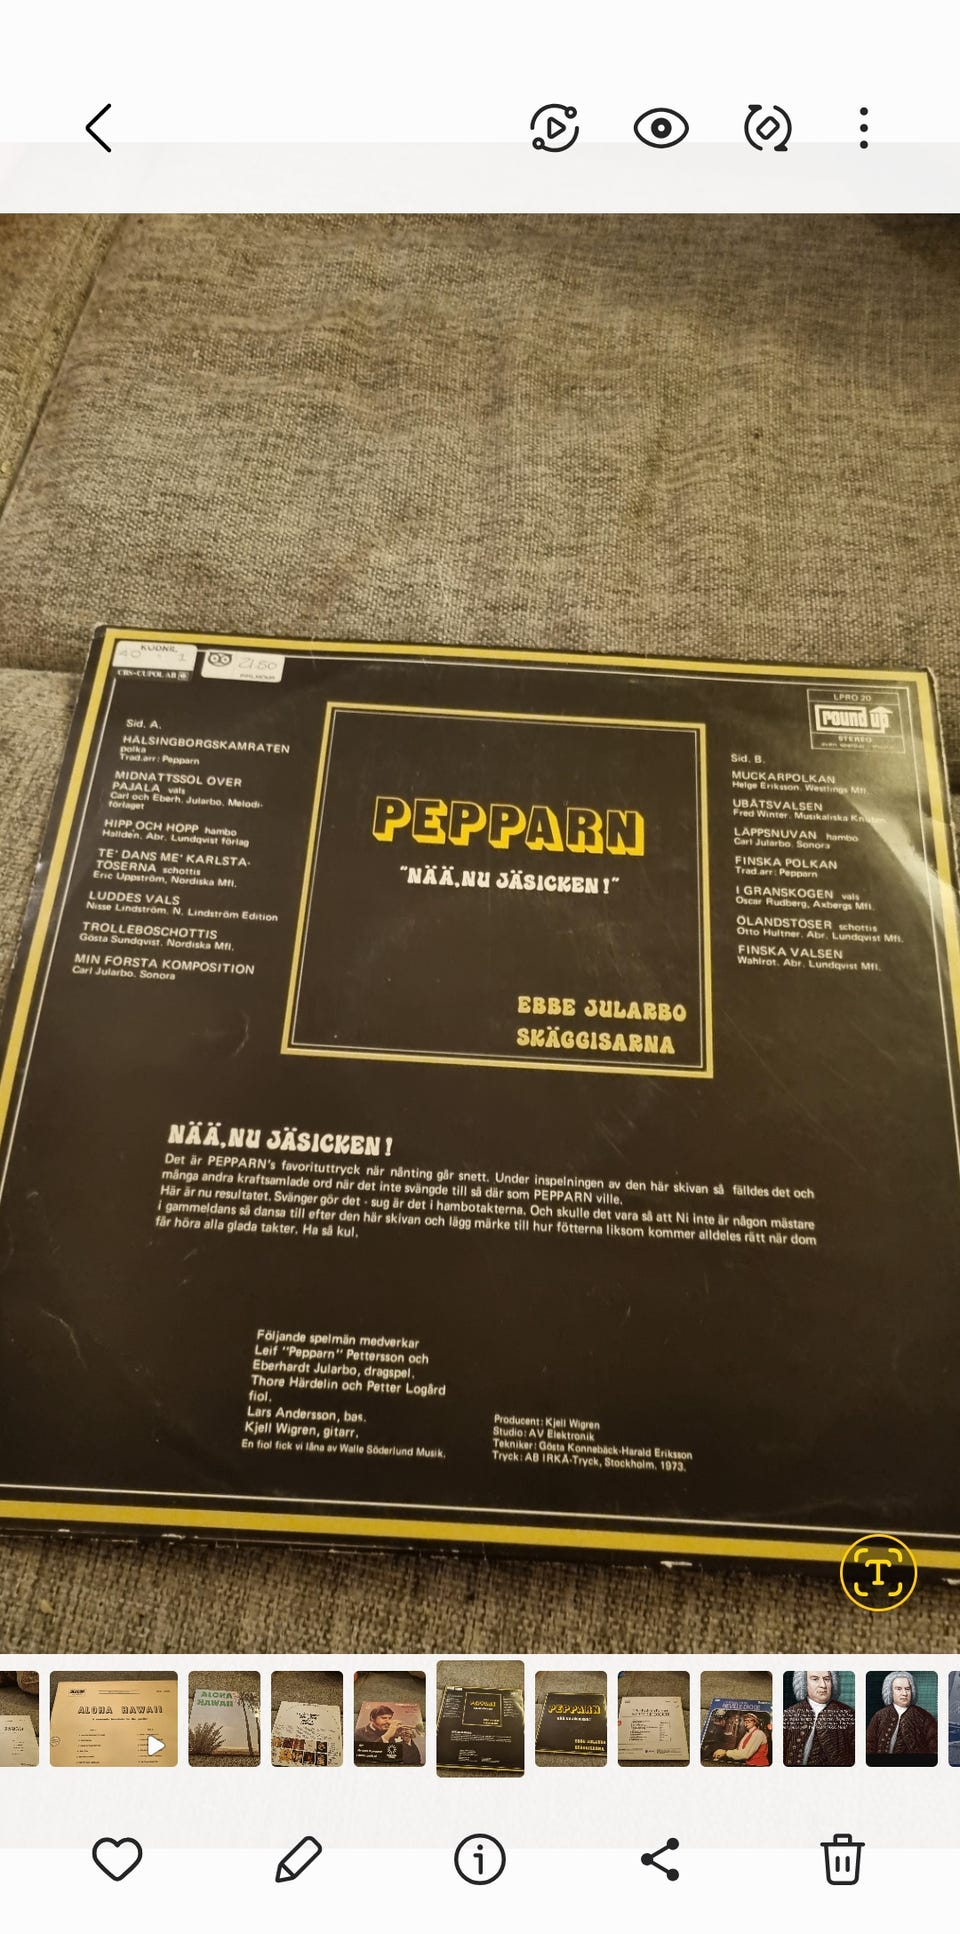 KODNR.
40 1
21.50
CBS-CUPOL AB
LPRO 20
round up
STEREO
Sid. A.
HÄLSINGBORGSKAMRATEN
polka
Trad.arr: Pepparn
MIDNATTSSOL ÖVER
PAJALA vals
Carl och Eberh. Jularbo. Melodi-
förlaget
HIPP OCH HOPP hambo
Halldén. Abr. Lundqvist förlag
TE' DANS ME' KARLSTA-
TÖSERNA schottis
Eric Uppström, Nordiska Mfl.
LUDDES VALS
Nisse Lindström. N. Lindström Edition
TROLLEBOSCHOTTIS
Gösta Sundqvist. Nordiska Mfl.
MIN FÖRSTA KOMPOSITION
Carl Jularbo. Sonora
PEPPARN
"NÄÄ,NU JÄSICKEN!"
EBBE JULARBO
SKÄGGISARNA
Sid. B.
MUCKARPOLKAN
Helge Eriksson, Westlings Mfl.
UBÅTSVALSEN
Fred Winter. Musikaliska Knuten
LAPPSNUVAN hambo
Carl Jularbo. Sonora
FINSKA POLKAN
Trad.arr: Pepparn
I GRANSKOGEN vals
Oscar Rudberg, Axbergs Mfl.
ÖLANDSTÖSER schottis
Otto Hultner. Abr. Lundqvist Mfl.
FINSKA VALSEN
Wahlrot. Abr. Lundqvist Mfl.
NÄÄ,NU JÄSICKEN!
Det är PEPPARN's favorituttryck när nånting går snett. Under inspelningen av den här skivan så fälldes det och
många andra kraftsamlade ord när det inte svängde till så där som PEPPARN ville.
Här är nu resultatet. Svänger gör det - sug är det i hambotakterna. Och skulle det vara så att Ni inte är någon mästare
i gammeldans så dansa till efter den här skivan och lägg märke till hur fötterna liksom kommer alldeles rätt när dom
får höra alla glada takter. Ha så kul.
Följande spelmän medverkar
Leif "Pepparn" Pettersson och
Eberhardt Jularbo, dragspel.
Thore Härdelin och Petter Logård
fiol.
Lars Andersson, bas.
Kjell Wigren, gitarr.
En fiol fick vi låna av Walle Söderlund Musik.
Producent: Kjell Wigren
Studio: AV Elektronik
Tekniker: Gösta Konnebäck-Harald Eriksson
Tryck: AB IRKA-Tryck, Stockholm. 1973.
T
ALOHA HAWAII
ALOHA
HAWAII
PEPPARN
EBBE JULARBO
SKÄGGISARNA